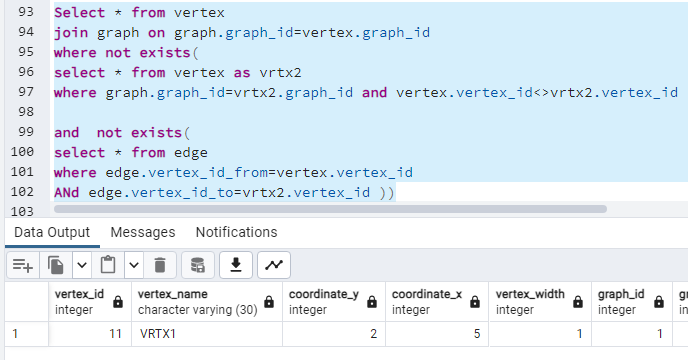 93 Select * from vertex
94 join graph on graph.graph_id=vertex.graph_id
95 where not exists(
96 select * from vertex as vrtx2
97 where graph.graph_id=vrtx2.graph_id and vertex.vertex_id<>vrtx2.vertex_id
98
99 and  not exists(
100 select * from edge
101 where edge.vertex_id_from=vertex.vertex_id
102 ANd edge.vertex_id_to=vrtx2.vertex_id ))
103
Data Output Messages Notifications
vertex_id vertex_name coordinate_y coordinate_x vertex_width graph_id
integer character varying (30) integer integer integer integer
1 11 VRTX1 2 5 1 1